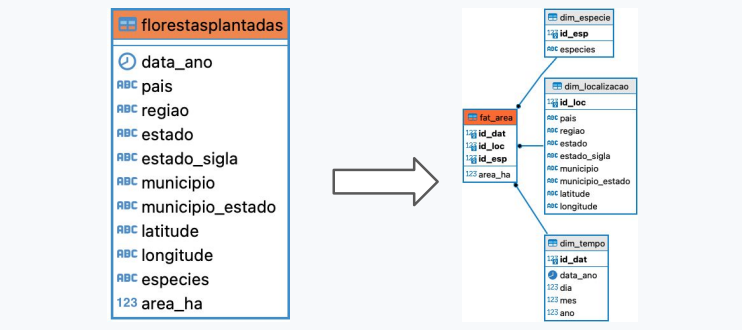 florestasplantadas
data_ano
ABC pais
ABC regiao
ABC estado
ABC estado_sigla
ABC municipio
ABC municipio_estado
ABC latitude
ABC longitude
ABC especies
123 area_ha
dim_especie
123 id_esp
ABC especies
dim_localizacao
123 id_loc
ABC pais
ABC regiao
ABC estado
ABC estado_sigla
ABC municipio
ABC municipio_estado
ABC latitude
ABC longitude
fat_area
123 id_dat
123 id_loc
123 id_esp
123 area_ha
dim_tempo
123 id_dat
data_ano
123 dia
123 mes
123 ano